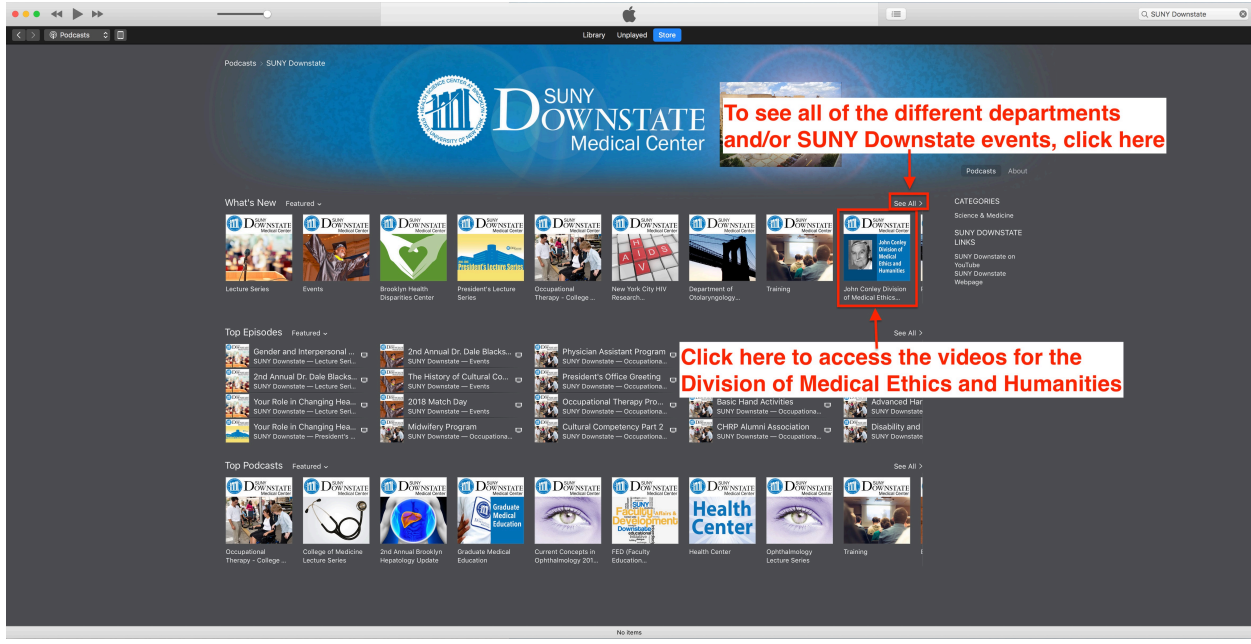 SUNY Downstate
Podcasts
Library Unplayed Store
Podcasts › SUNY Downstate
SUNY
DOWNSTATE
Medical Center
To see all of the different departments
and/or SUNY Downstate events, click here
Podcasts About
What's New Featured
See All >
Lecture Series
Events
Brooklyn Health
Disparities Center
President's Lecture
Series
Occupational
Therapy - College ...
New York City HIV
Research...
Department of
Otolaryngology...
Training
John Conley
Division of
Medical
Ethics and
Humanities
John Conley Division
of Medical Ethics...
CATEGORIES
Science & Medicine
SUNY DOWNSTATE
LINKS
SUNY Downstate on
YouTube
SUNY Downstate
Webpage
Top Episodes Featured
See All >
Click here to access the videos for the
Division of Medical Ethics and Humanities
Gender and Interpersonal ...
SUNY Downstate — Lecture Seri...
2nd Annual Dr. Dale Blacks...
SUNY Downstate — Events
Physician Assistant Program
SUNY Downstate — Occupationa...
2nd Annual Dr. Dale Blacks...
SUNY Downstate — Lecture Seri...
The History of Cultural Co...
SUNY Downstate — Events
President's Office Greeting
SUNY Downstate — Occupationa...
Your Role in Changing Hea...
SUNY Downstate — Lecture Seri...
2018 Match Day
SUNY Downstate — Events
Occupational Therapy Pro...
SUNY Downstate — Occupationa...
Basic Hand Activities
SUNY Downstate — Occupationa...
Advanced Har
SUNY Downstate
Your Role in Changing Hea...
SUNY Downstate — President's ...
Midwifery Program
SUNY Downstate — Occupationa...
Cultural Competency Part 2
SUNY Downstate — Occupationa...
CHRP Alumni Association
SUNY Downstate — Occupationa...
Disability and
SUNY Downstate
Top Podcasts Featured
See All >
Graduate
Medical
Education
Health
Center
Occupational
Therapy - College ...
College of Medicine
Lecture Series
2nd Annual Brooklyn
Hepatology Update
Graduate Medical
Education
Current Concepts in
Ophthalmology 201...
FED (Faculty
Education...
Health Center
Ophthalmology
Lecture Series
Training
No items